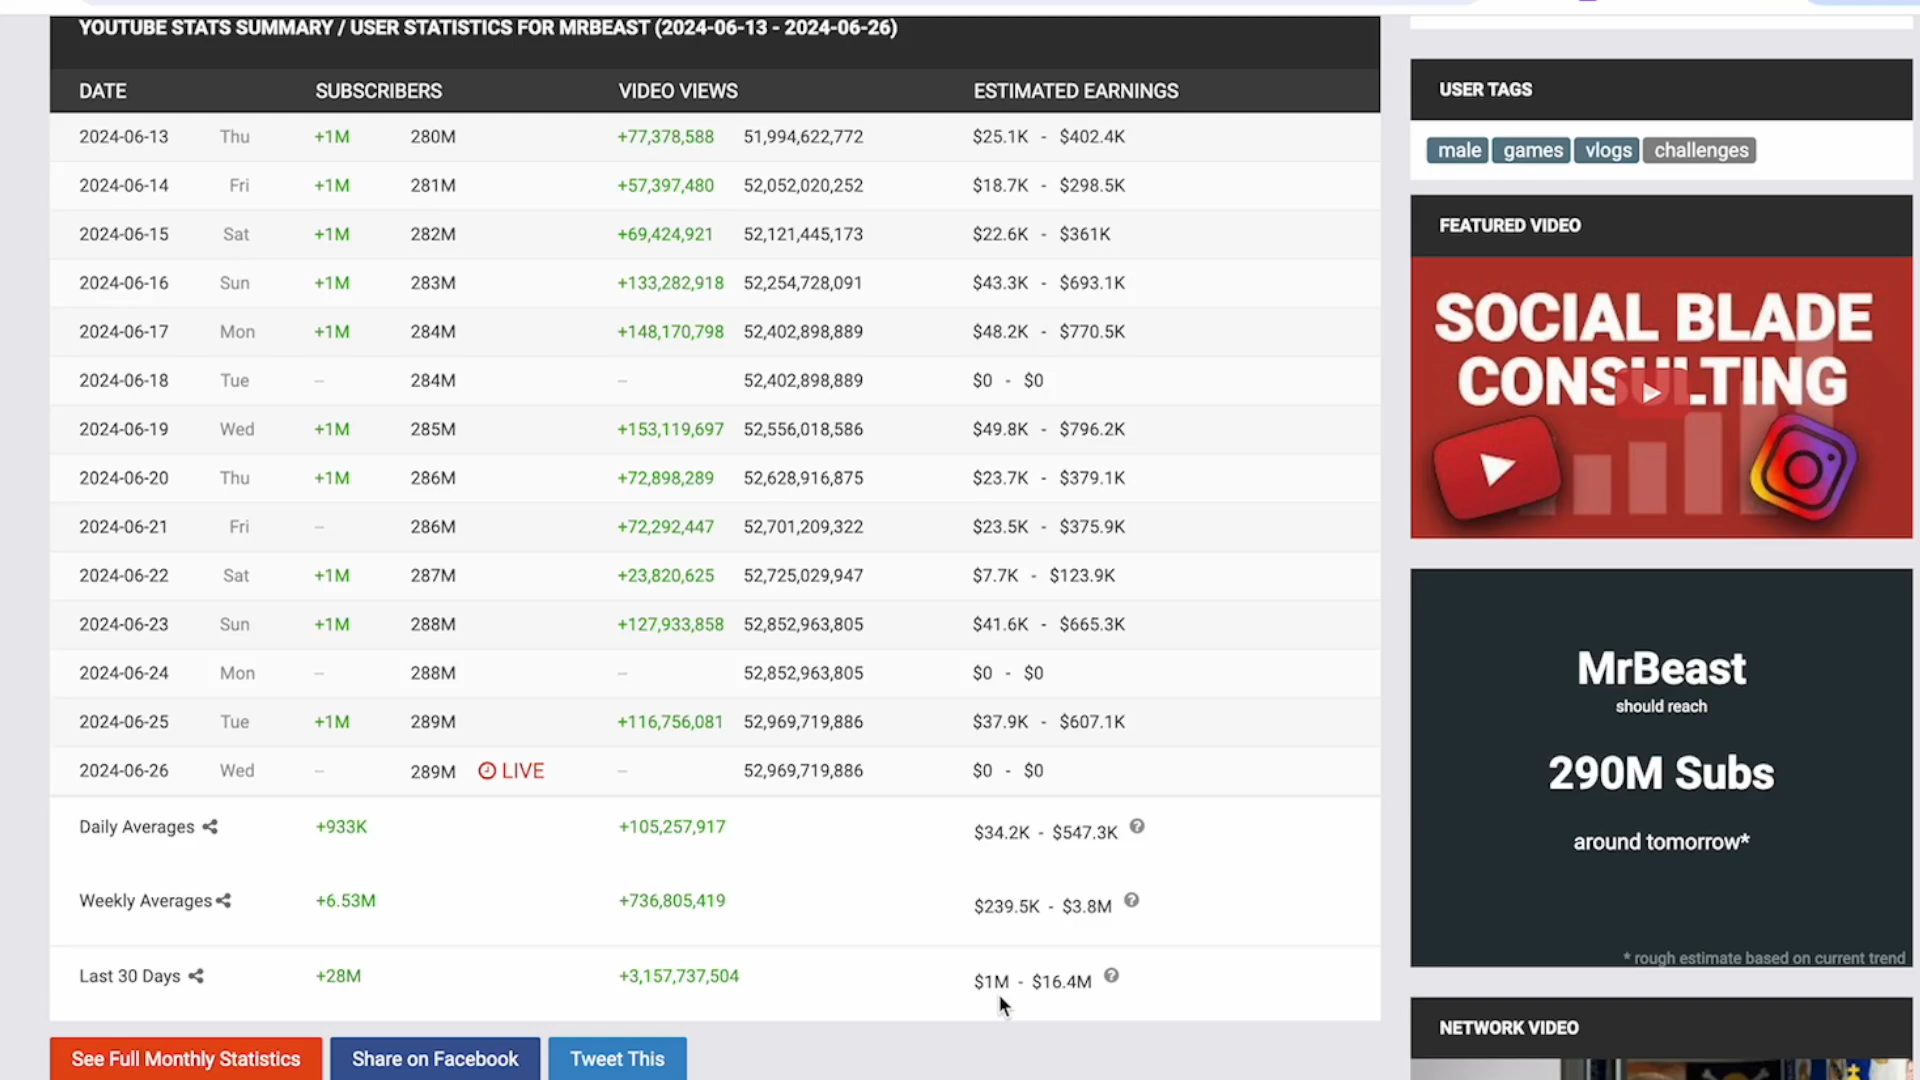 YOUTUBE STATS SUMMARY / USER STATISTICS FOR MRBEAST (2024-06-13 - 2024-06-26)
DATE SUBSCRIBERS VIDEO VIEWS ESTIMATED EARNINGS
2024-06-13 Thu +1M 280M +77,378,588 51,994,622,772 $25.1K - $402.4K
2024-06-14 Fri +1M 281M +57,397,480 52,052,020,252 $18.7K - $298.5K
2024-06-15 Sat +1M 282M +69,424,921 52,121,445,173 $22.6K - $361K
2024-06-16 Sun +1M 283M +133,282,918 52,254,728,091 $43.3K - $693.1K
2024-06-17 Mon +1M 284M +148,170,798 52,402,898,889 $48.2K - $770.5K
2024-06-18 Tue -- 284M -- 52,402,898,889 $0 - $0
2024-06-19 Wed +1M 285M +153,119,697 52,556,018,586 $49.8K - $796.2K
2024-06-20 Thu +1M 286M +72,898,289 52,628,916,875 $23.7K - $379.1K
2024-06-21 Fri -- 286M +72,292,447 52,701,209,322 $23.5K - $375.9K
2024-06-22 Sat +1M 287M +23,820,625 52,725,029,947 $7.7K - $123.9K
2024-06-23 Sun +1M 288M +127,933,858 52,852,963,805 $41.6K - $665.3K
2024-06-24 Mon -- 288M -- 52,852,963,805 $0 - $0
2024-06-25 Tue +1M 289M +116,756,081 52,969,719,886 $37.9K - $607.1K
2024-06-26 Wed -- 289M LIVE -- 52,969,719,886 $0 - $0
Daily Averages +933K +105,257,917 $34.2K - $547.3K ?
Weekly Averages +6.53M +736,805,419 $239.5K - $3.8M ?
Last 30 Days +28M +3,157,737,504 $1M - $16.4M ?
See Full Monthly Statistics Share on Facebook Tweet This
USER TAGS
male games vlogs challenges
FEATURED VIDEO
SOCIAL BLADE
CONSULTING
MrBeast
should reach
290M Subs
around tomorrow*
* rough estimate based on current trend
NETWORK VIDEO